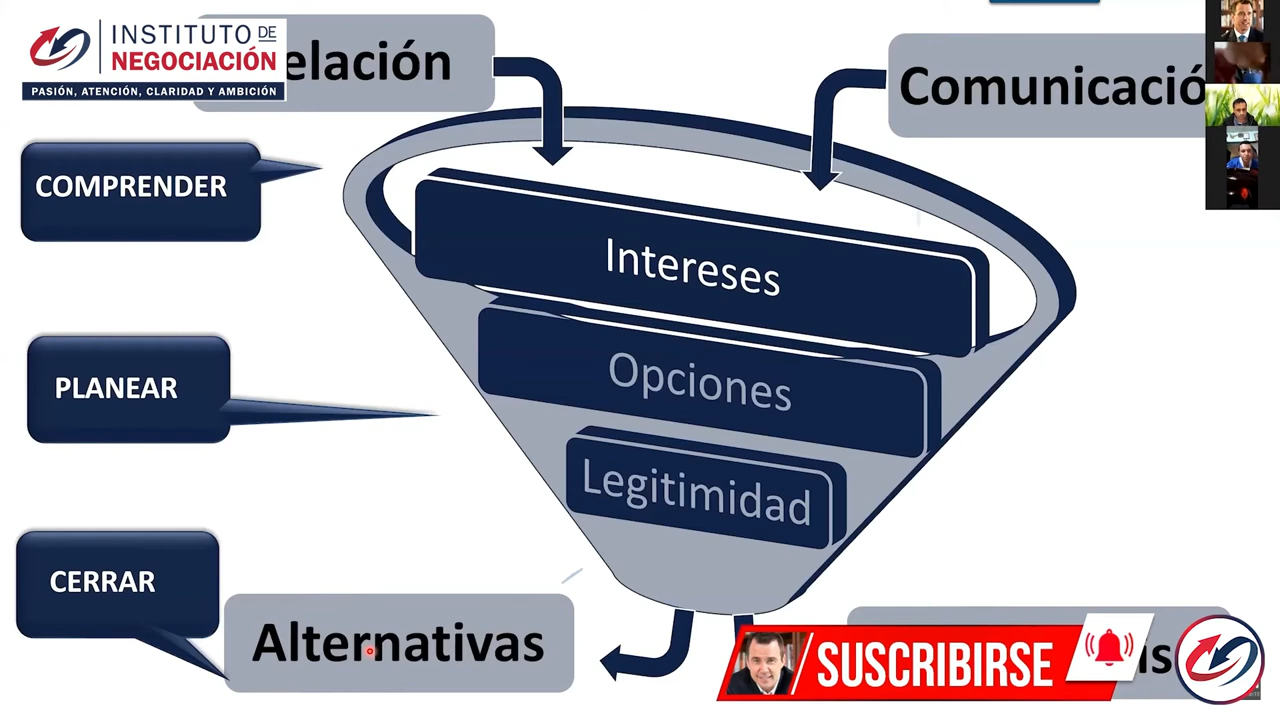 INSTITUTO DE
NEGOCIACIÓN
PASIÓN, ATENCIÓN, CLARIDAD Y AMBICIÓN
elación
Comunicació
COMPRENDER
Intereses
PLANEAR
Opciones
Legitimidad
CERRAR
Alternativas
SUSCRIBIRSE